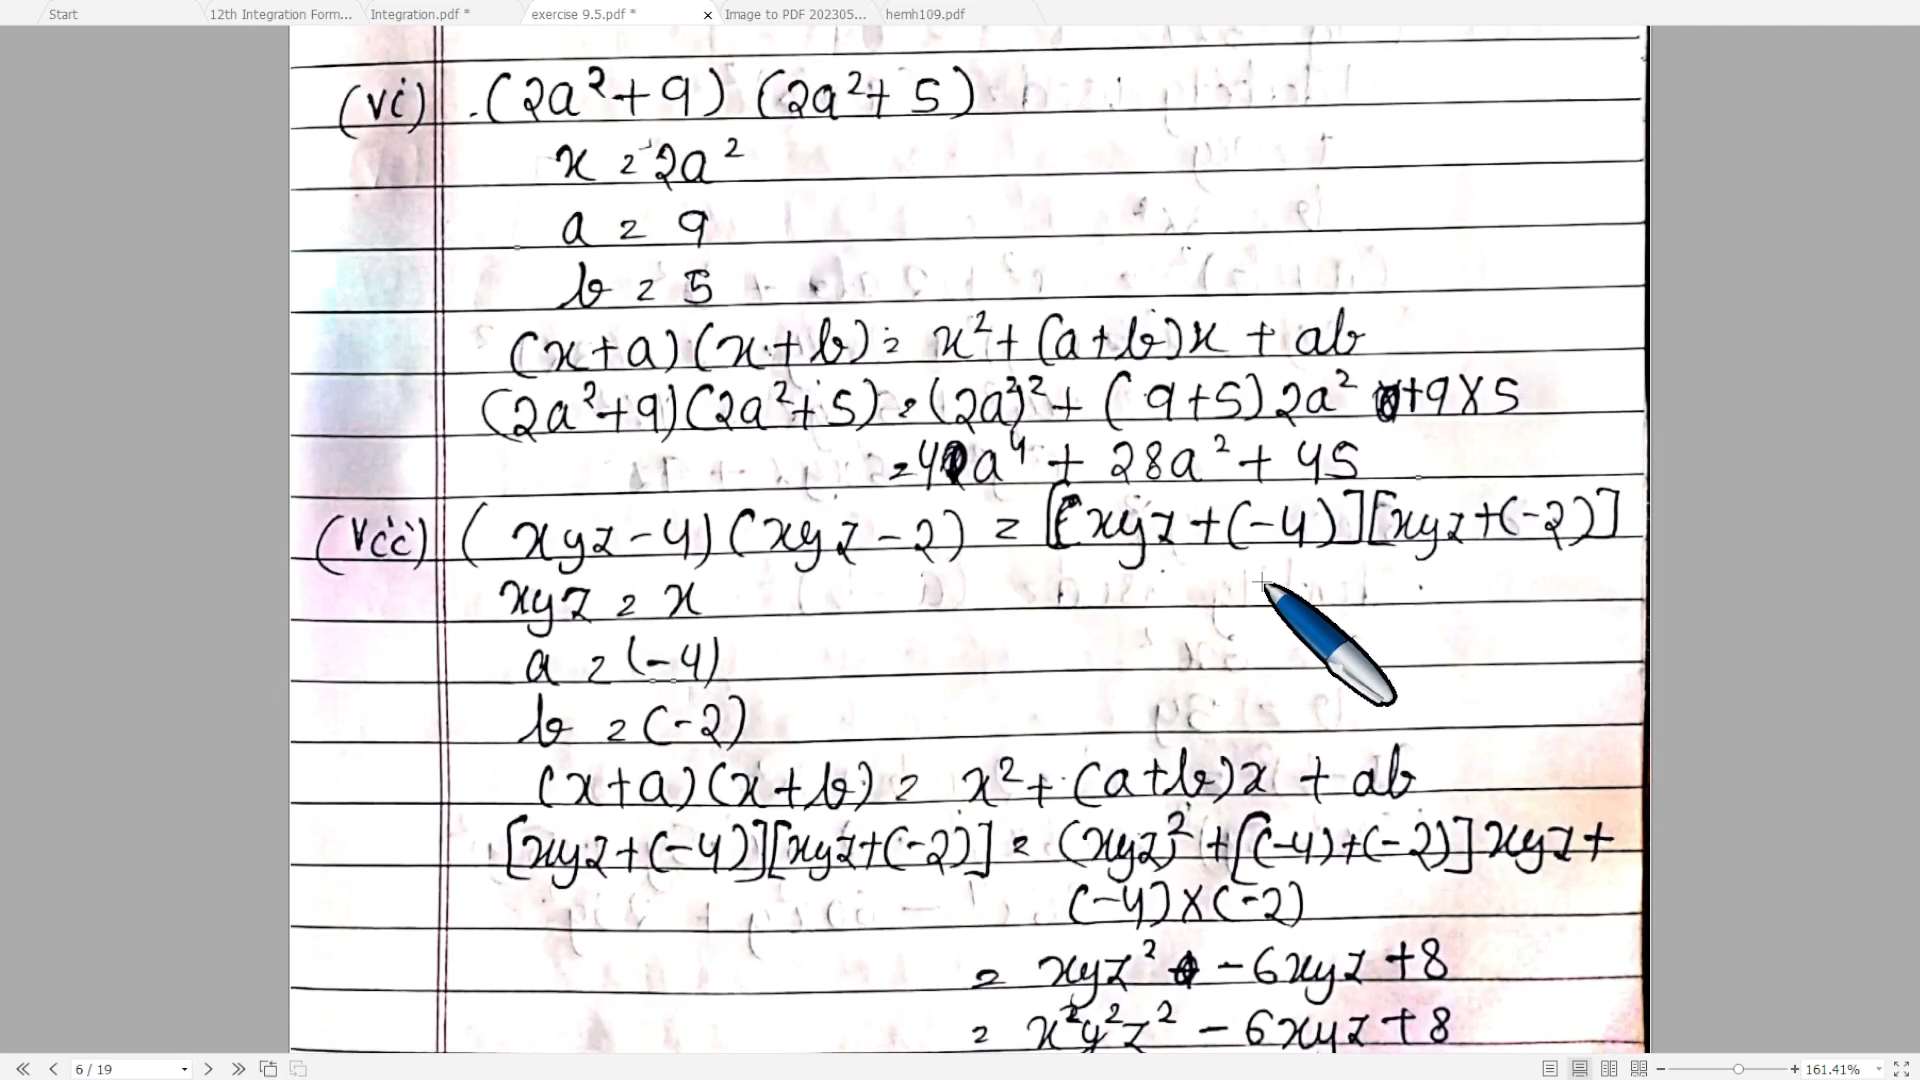 Start 12th Integration Form... Integration.pdf * exercise 9.5.pdf * × Image to PDF 202305... hemh109.pdf
(vi) (2a²+9) (2a²+5)
x = 2a²
a = 9
b = 5
(x+a)(x+b) = x²+(a+b)x + ab
(2a²+9)(2a²+5) = (2a²)²+(9+5)2a² +9×5
=4a⁴ + 28a² + 45
(vii) (xyz-4)(xyz-2) = [xyz+(-4)][xyz+(-2)]
xyz = x
a = (-4)
b = (-2)
(x+a)(x+b) = x²+(a+b)x + ab
[xyz+(-4)][xyz+(-2)] = (xyz)²+[(-4)+(-2)]xyz+
(-4)×(-2)
= xyz² -6xyz+8
= x²y²z² - 6xyz+8
6 / 19 161.41%